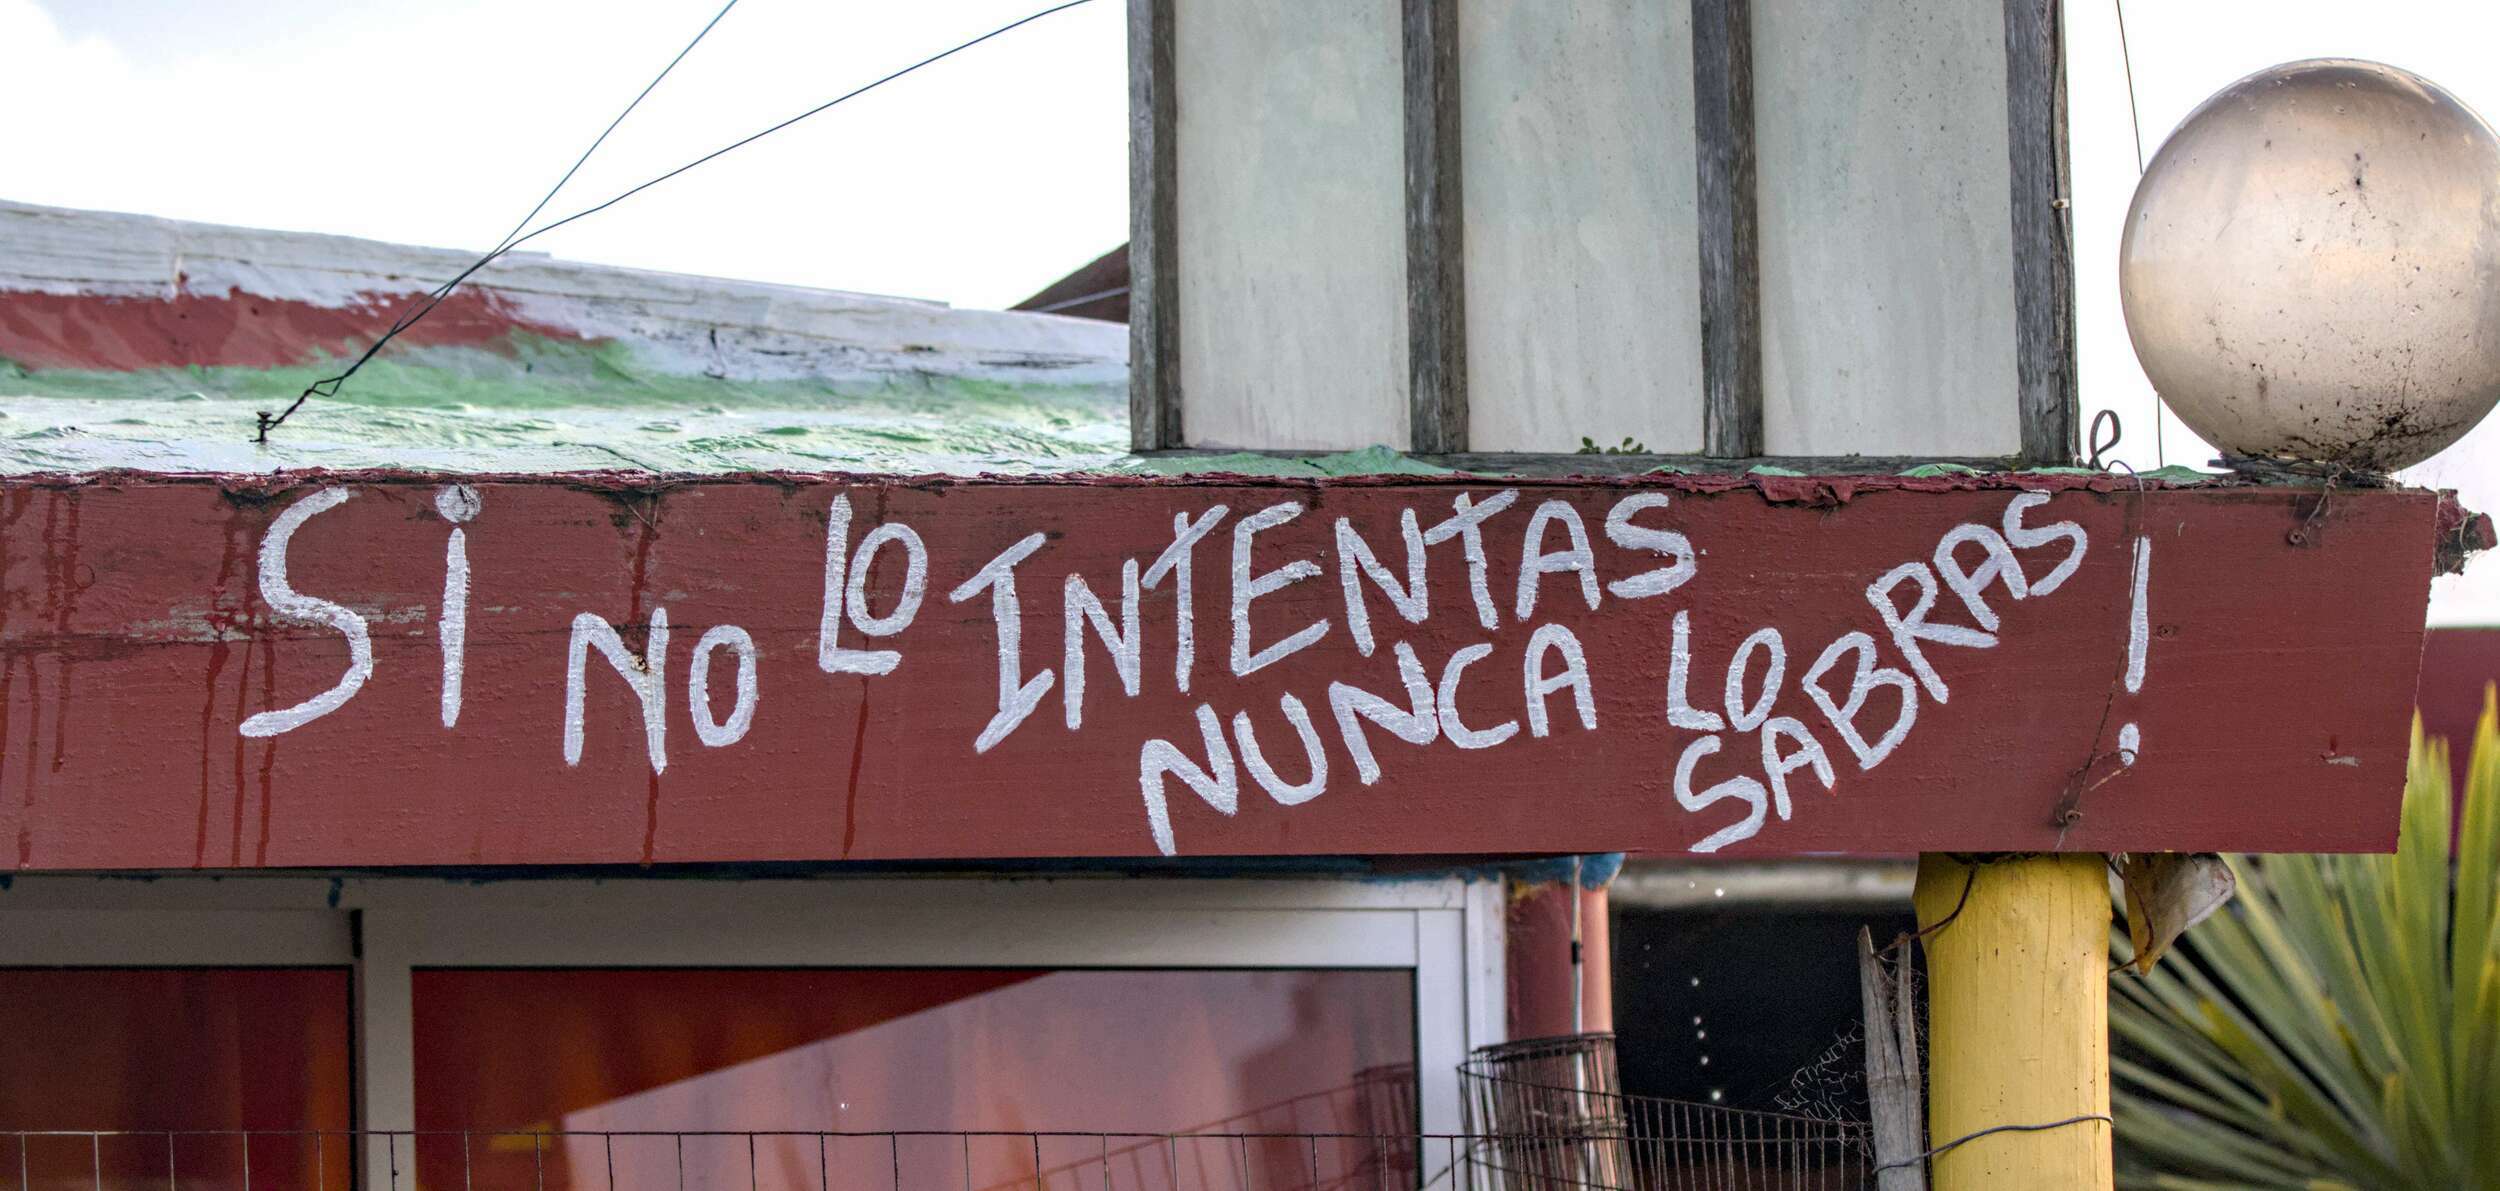 Si NO LO INTENTAS
NUNCA LO
SABRAS!